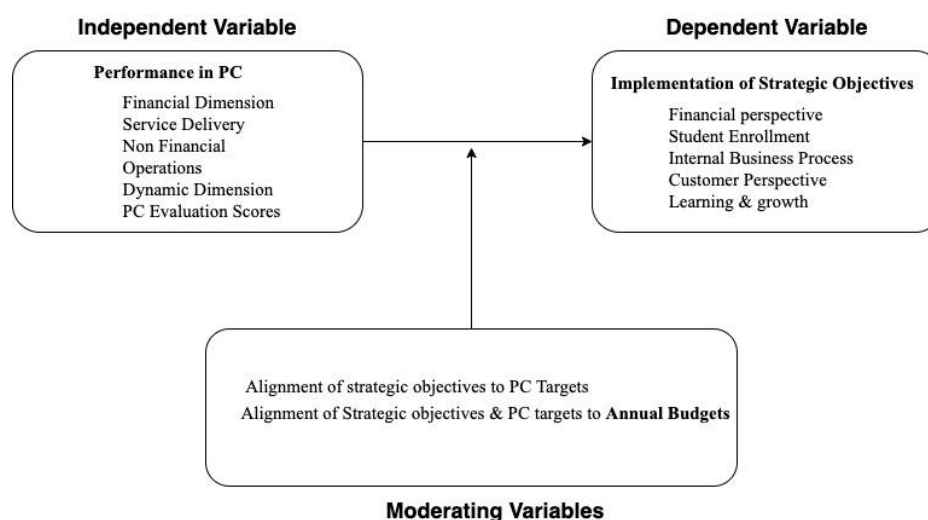 Independent Variable
Performance in PC
Financial Dimension
Service Delivery
Non Financial
Operations
Dynamic Dimension
PC Evaluation Scores
Dependent Variable
Implementation of Strategic Objectives
Financial perspective
Student Enrollment
Internal Business Process
Customer Perspective
Learning & growth
Alignment of strategic objectives to PC Targets
Alignment of Strategic objectives & PC targets to Annual Budgets
Moderating Variables